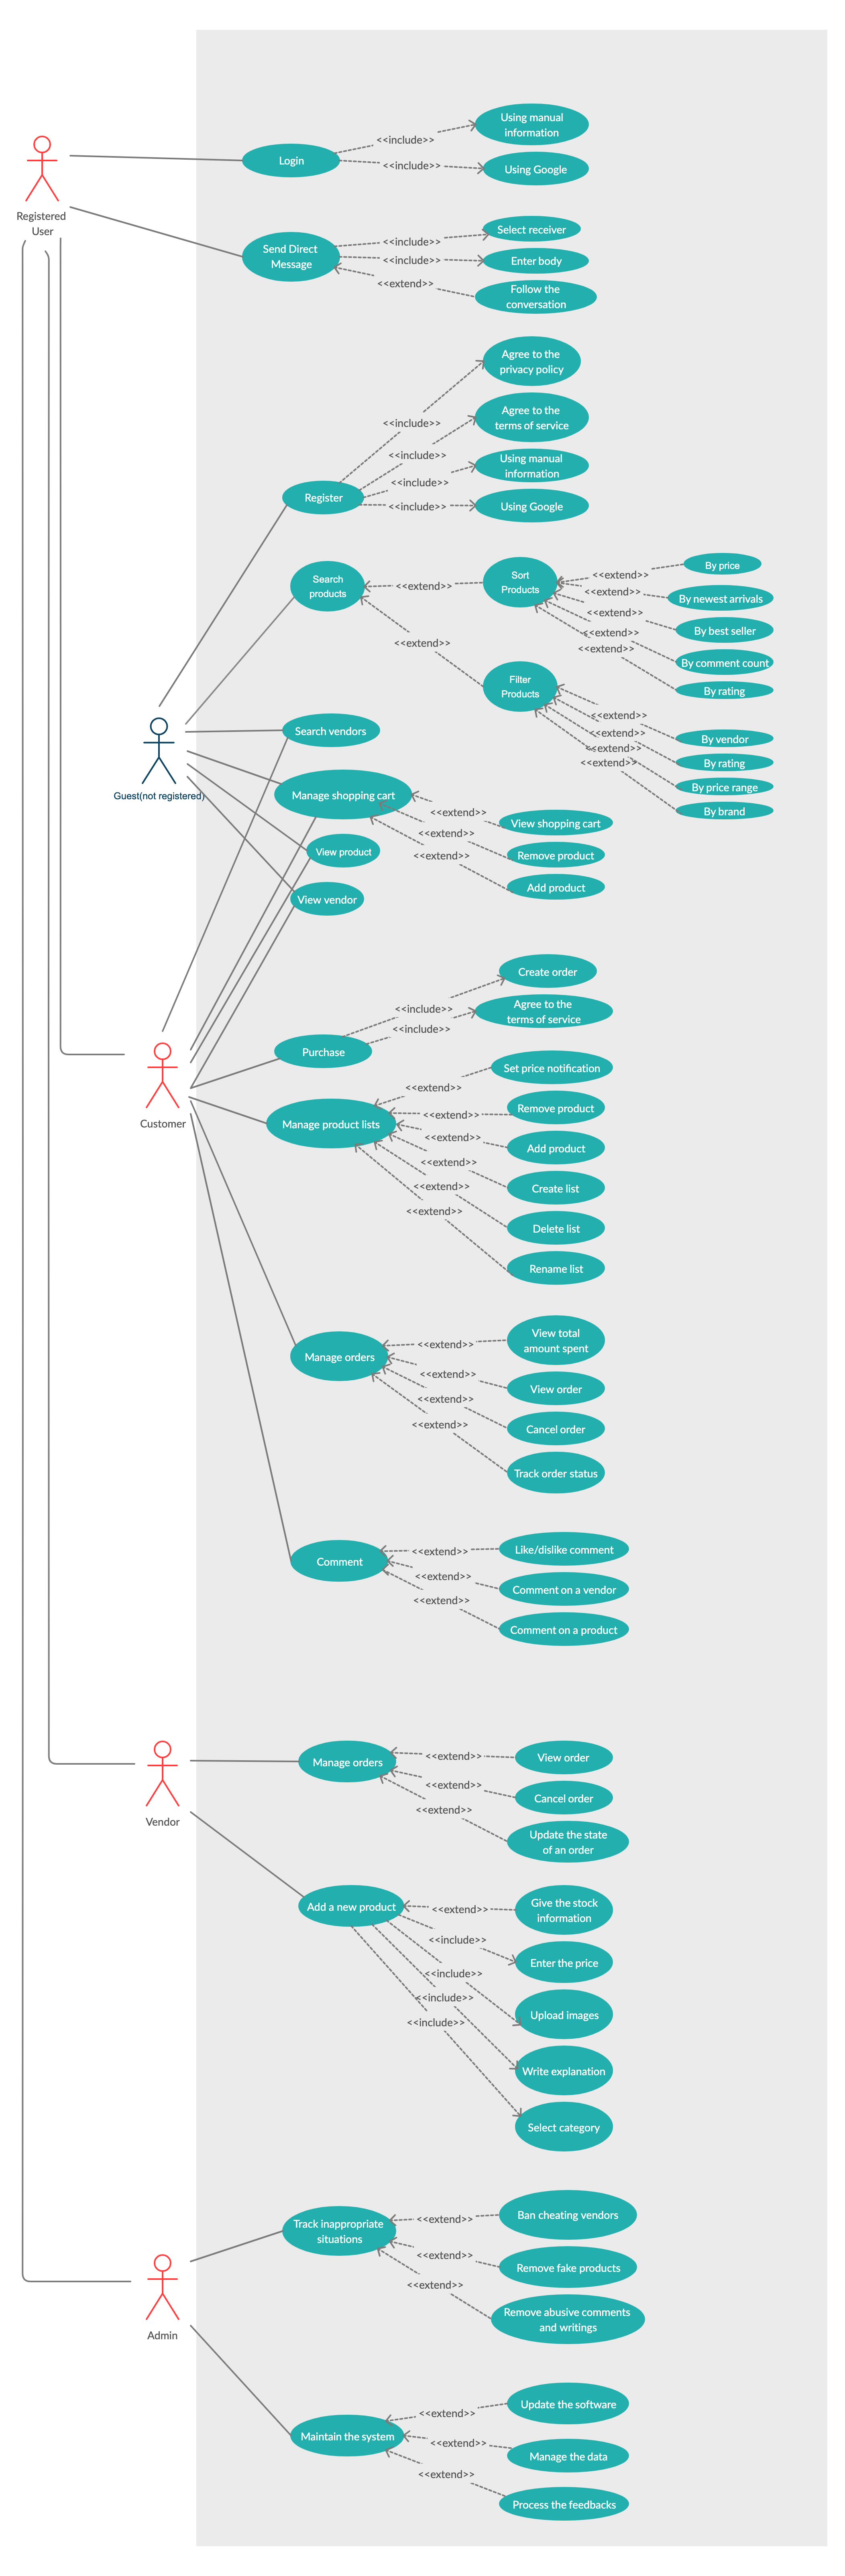 Using manual
information
<<include>>
Login
<<include>>
Using Google
Registered
User
Select receiver
<<include>>
Send Direct
Message
<<include>>
Enter body
<<extend>>
Follow the
conversation
Agree to the
privacy policy
<<include>>
Agree to the
terms of service
<<include>>
Using manual
information
<<include>>
Register
<<include>>
Using Google
Search
products
<<extend>>
Sort
Products
<<extend>>
By price
<<extend>>
By newest arrivals
<<extend>>
By best seller
<<extend>>
By comment count
<<extend>>
By rating
<<extend>>
Filter
Products
<<extend>>
By vendor
<<extend>>
By rating
<<extend>>
By price range
<<extend>>
By brand
Guest(not registered)
Search vendors
Manage shopping cart
<<extend>>
View shopping cart
<<extend>>
Remove product
<<extend>>
Add product
View product
View vendor
Create order
<<include>>
Agree to the
terms of service
<<include>>
Purchase
Customer
Set price notification
<<extend>>
Remove product
<<extend>>
Manage product lists
<<extend>>
Add product
<<extend>>
Create list
<<extend>>
Delete list
<<extend>>
Rename list
View total
amount spent
<<extend>>
Manage orders
<<extend>>
View order
<<extend>>
Cancel order
<<extend>>
Track order status
Comment
<<extend>>
Like/dislike comment
<<extend>>
Comment on a vendor
<<extend>>
Comment on a product
Vendor
Manage orders
<<extend>>
View order
<<extend>>
Cancel order
<<extend>>
Update the state
of an order
Add a new product
<<extend>>
Give the stock
information
<<include>>
Enter the price
<<include>>
Upload images
<<include>>
Write explanation
<<include>>
Select category
Track inappropriate
situations
<<extend>>
Ban cheating vendors
<<extend>>
Remove fake products
<<extend>>
Remove abusive comments
and writings
Admin
Maintain the system
<<extend>>
Update the software
<<extend>>
Manage the data
<<extend>>
Process the feedbacks